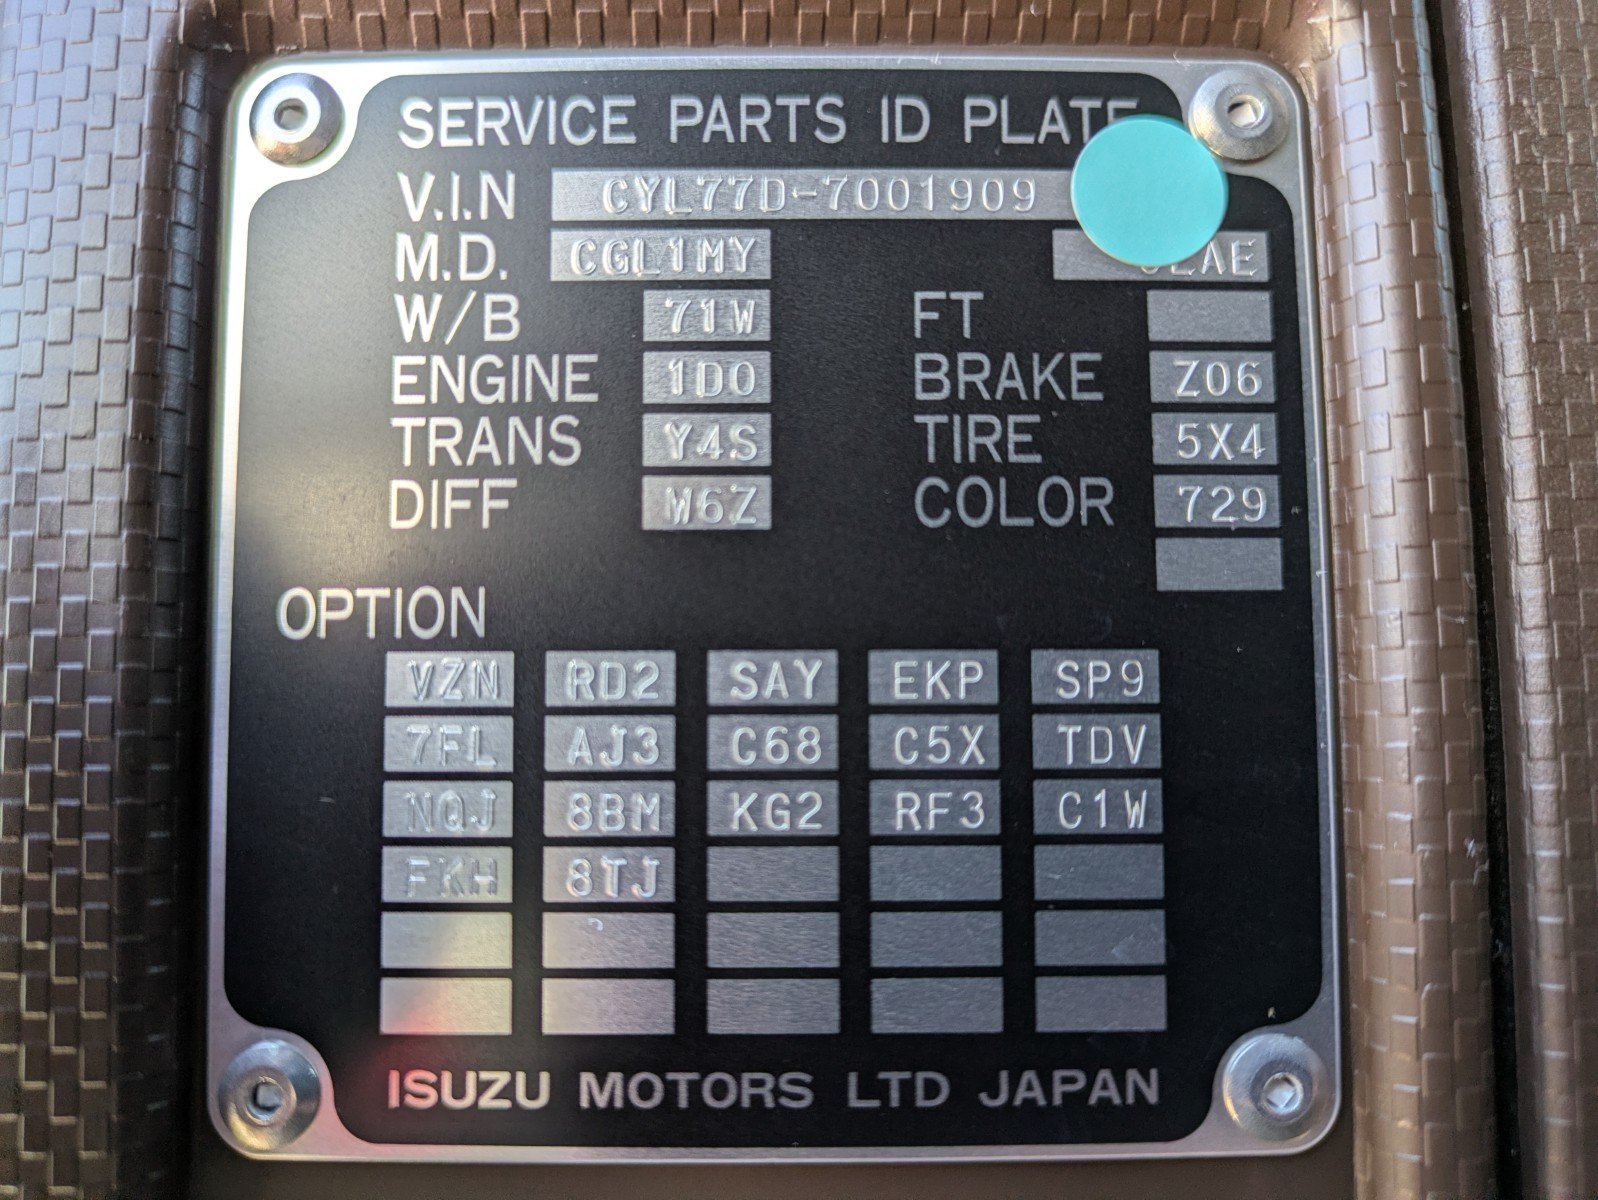 SERVICE PARTS ID PLATE
V.I.N CYL77D-7001909
M.D. CGL1MY
W/B 71W FT
ENGINE 1D0 BRAKE Z06
TRANS Y4S TIRE 5X4
DIFF W6Z COLOR 729
OPTION
VZN RD2 SAY EKP SP9
7FL AJ3 C68 C5X TDV
NQJ 8BM KG2 RF3 C1W
FKH 8TJ
ISUZU MOTORS LTD JAPAN